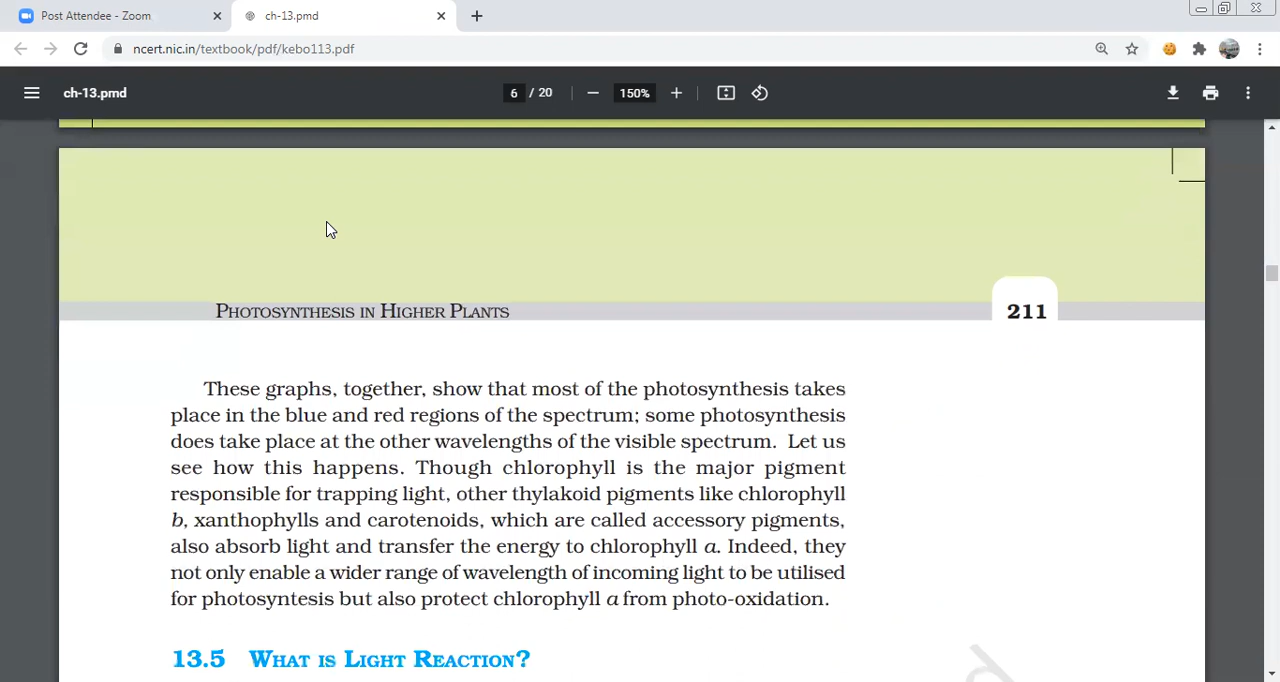 Post Attendee - Zoom
ch-13.pmd
ncert.nic.in/textbook/pdf/kebo113.pdf
ch-13.pmd
6 / 20
150%
PHOTOSYNTHESIS IN HIGHER PLANTS
211
These graphs, together, show that most of the photosynthesis takes
place in the blue and red regions of the spectrum; some photosynthesis
does take place at the other wavelengths of the visible spectrum. Let us
see how this happens. Though chlorophyll is the major pigment
responsible for trapping light, other thylakoid pigments like chlorophyll
b, xanthophylls and carotenoids, which are called accessory pigments,
also absorb light and transfer the energy to chlorophyll a. Indeed, they
not only enable a wider range of wavelength of incoming light to be utilised
for photosyntesis but also protect chlorophyll a from photo-oxidation.
13.5 WHAT IS LIGHT REACTION?